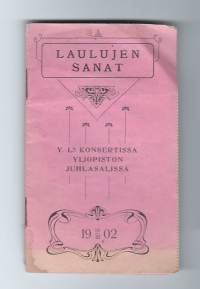 LAULUJEN
SANAT
Y. L:N KONSERTISSA
YLIOPISTON
JUHLASALISSA
19 02